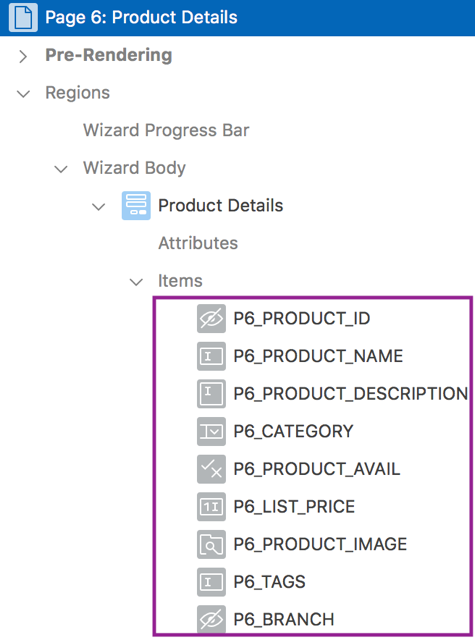 Page 6: Product Details
Pre-Rendering
Regions
Wizard Progress Bar
Wizard Body
Product Details
Attributes
Items
P6_PRODUCT_ID
P6_PRODUCT_NAME
P6_PRODUCT_DESCRIPTION
P6_CATEGORY
P6_PRODUCT_AVAIL
P6_LIST_PRICE
P6_PRODUCT_IMAGE
P6_TAGS
P6_BRANCH